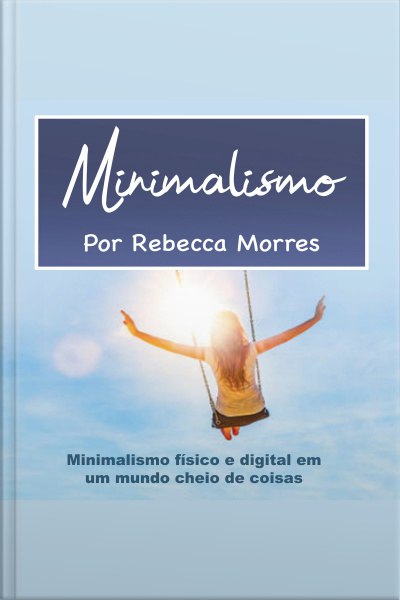 Minimalismo
Por Rebecca Morres
Minimalismo físico e digital em
um mundo cheio de coisas